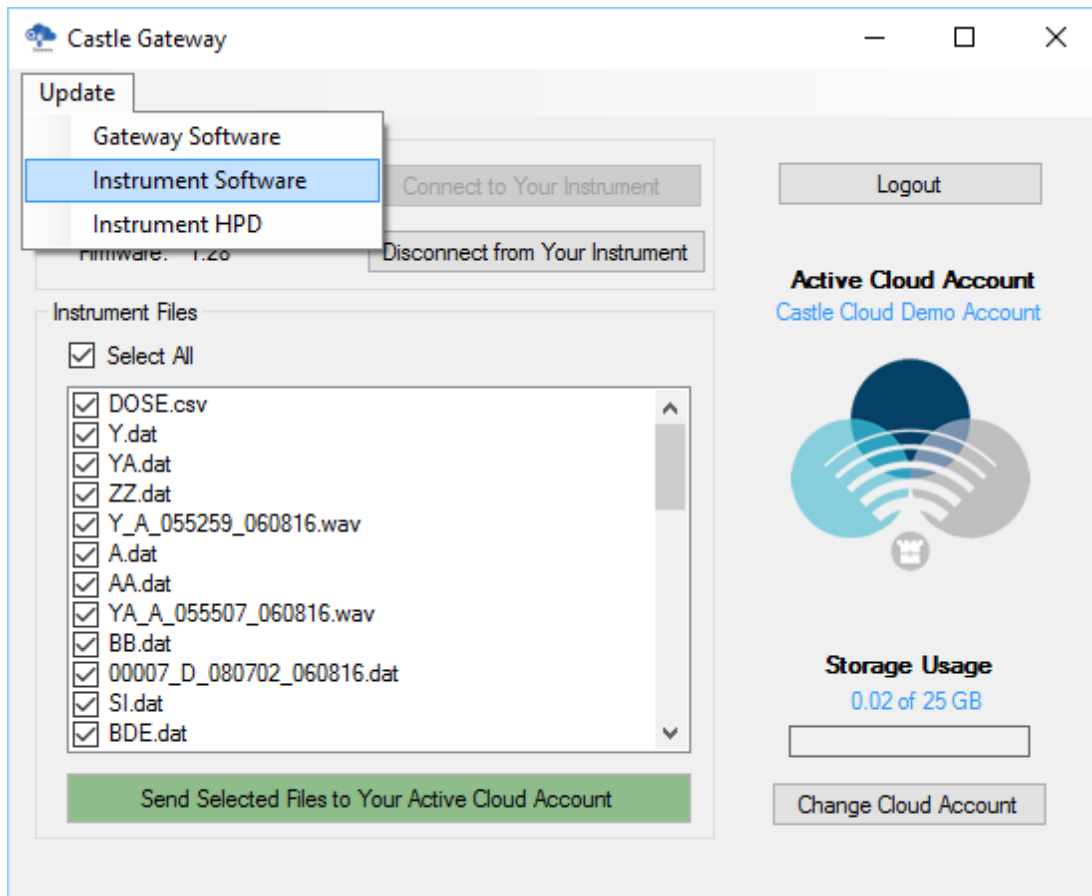 Castle Gateway
Update
Gateway Software
Instrument Software
Instrument HPD
Connect to Your Instrument
Firmware: 1.28
Disconnect from Your Instrument
Instrument Files
Select All
DOSE.csv
Y.dat
YA.dat
ZZ.dat
Y_A_055259_060816.wav
A.dat
AA.dat
YA_A_055507_060816.wav
BB.dat
00007_D_080702_060816.dat
SI.dat
BDE.dat
Send Selected Files to Your Active Cloud Account
Logout
Active Cloud Account
Castle Cloud Demo Account
Storage Usage
0.02 of 25 GB
Change Cloud Account